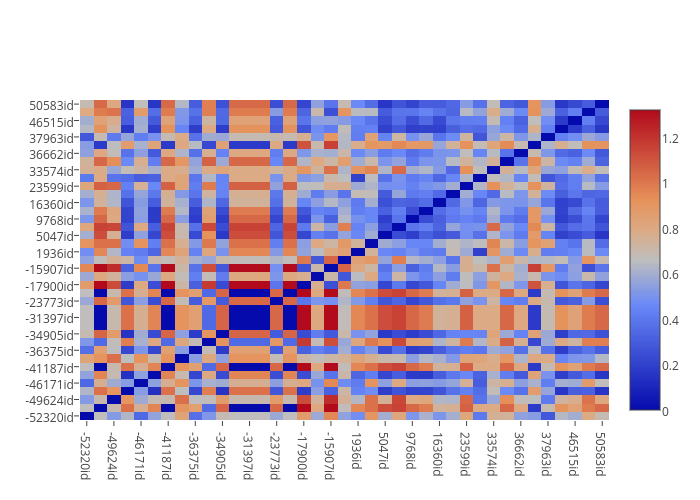 50583id
46515id
37963id
36662id
33574id
23599id
16360id
9768id
5047id
1936id
-15907id
-17900id
-23773id
-31397id
-34905id
-36375id
-41187id
-46171id
-49624id
-52320id
-52320id
-49624id
-46171id
-41187id
-36375id
-34905id
-31397id
-23773id
-17900id
-15907id
1936id
5047id
9768id
16360id
23599id
33574id
36662id
37963id
46515id
50583id
1.2
1
0.8
0.6
0.4
0.2
0